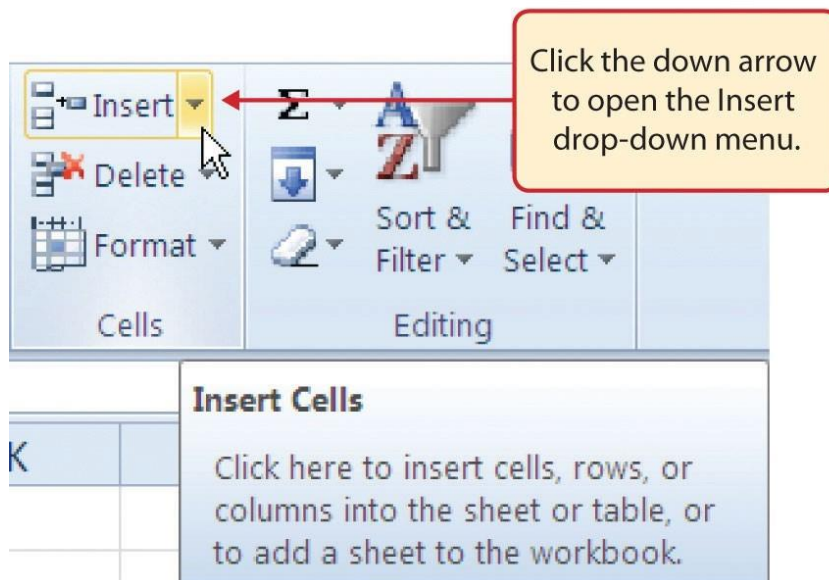 Click the down arrow
to open the Insert
drop-down menu.
Insert
Delete
Format
Cells
Σ
A
Z
Sort &
Filter
Find &
Select
Editing
Insert Cells
K
Click here to insert cells, rows, or
columns into the sheet or table, or
to add a sheet to the workbook.